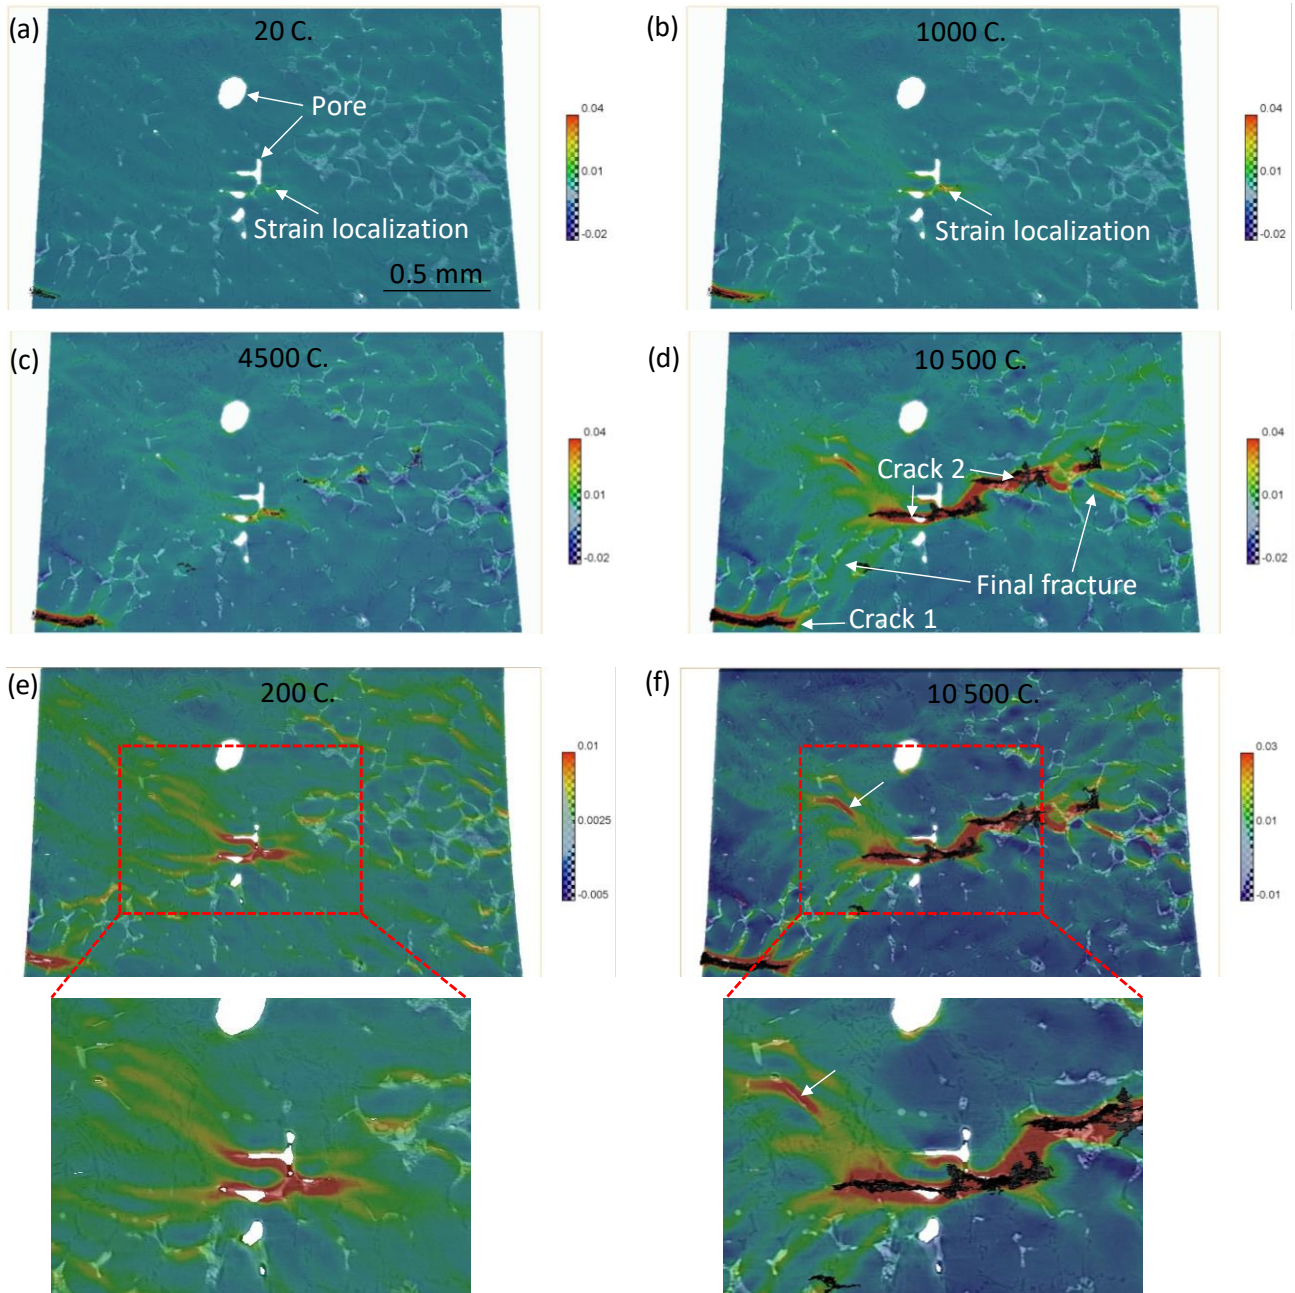 (a)
20 C.
Pore
Strain localization
0.5 mm
0.04
0.01
-0.02
(b)
1000 C.
Strain localization
0.04
0.01
-0.02
(c)
4500 C.
0.04
0.01
-0.02
(d)
10 500 C.
Crack 2
Final fracture
Crack 1
0.04
0.01
-0.02
(e)
200 C.
0.01
0.0025
-0.005
(f)
10 500 C.
0.03
0.01
-0.01